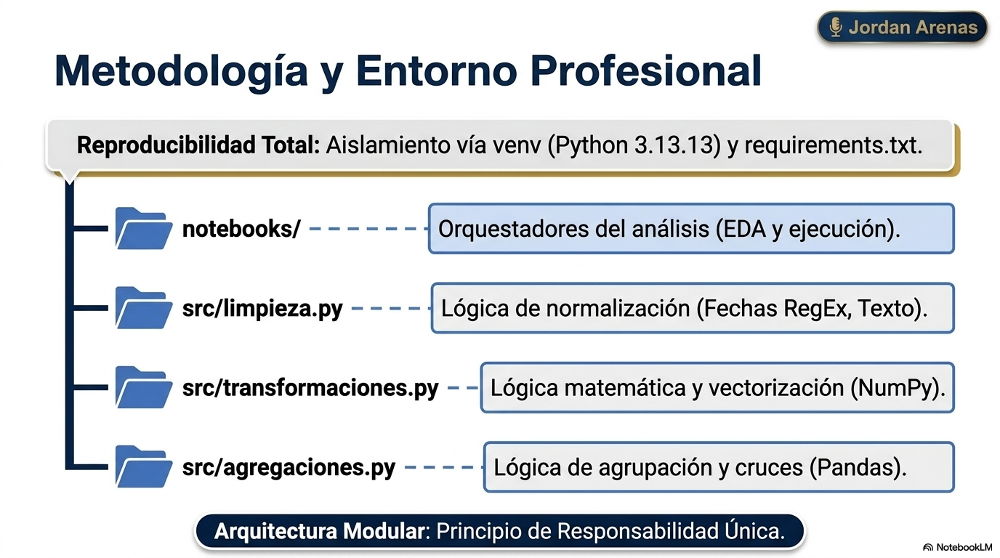 Jordan Arenas
Metodología y Entorno Profesional
Reproducibilidad Total: Aislamiento vía venv (Python 3.13.13) y requirements.txt.
notebooks/
Orquestadores del análisis (EDA y ejecución).
src/limpieza.py
Lógica de normalización (Fechas RegEx, Texto).
src/transformaciones.py
Lógica matemática y vectorización (NumPy).
src/agregaciones.py
Lógica de agrupación y cruces (Pandas).
Arquitectura Modular: Principio de Responsabilidad Única.
NotebookLM